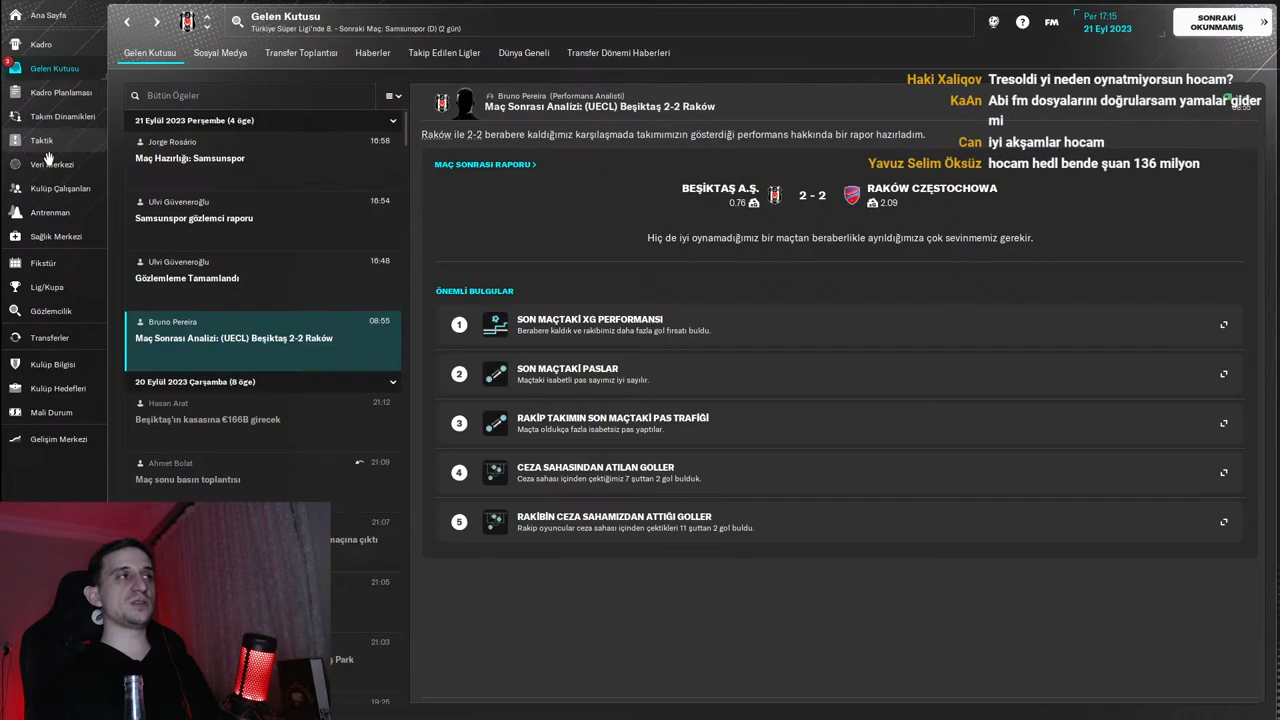 Ana Sayfa
Kadro
3
Gelen Kutusu
Kadro Planlaması
Takım Dinamikleri
Taktik
Veri Merkezi
Kulüp Çalışanları
Antrenman
Sağlık Merkezi
Fikstür
Lig/Kupa
Gözlemcilik
Transferler
Kulüp Bilgisi
Kulüp Hedefleri
Mali Durum
Gelişim Merkezi
Gelen Kutusu
Türkiye Süper Ligi'nde 8. - Sonraki Maç: Samsunspor (D) (2 gün)
FM
Per 17:15
21 Eyl 2023
SONRAKİ
OKUNMAMIŞ
Gelen Kutusu Sosyal Medya Transfer Toplantısı Haberler Takip Edilen Ligler Dünya Geneli Transfer Dönemi Haberleri
Bütün Ögeler
21 Eylül 2023 Perşembe (4 öge)
Jorge Rosário 16:58
Maç Hazırlığı: Samsunspor
Ulvi Güveneroğlu 16:54
Samsunspor gözlemci raporu
Ulvi Güveneroğlu 16:48
Gözlemleme Tamamlandı
Bruno Pereira 08:55
Maç Sonrası Analizi: (UECL) Beşiktaş 2-2 Raków
20 Eylül 2023 Çarşamba (8 öge)
Hasan Arat 21:12
Beşiktaş'ın kasasına €166B girecek
Ahmet Bolat 21:09
Maç sonu basın toplantısı
21:07
maçına çıktı
21:05
21:03
Park
19:25
Bruno Pereira (Performans Analisti)
Maç Sonrası Analizi: (UECL) Beşiktaş 2-2 Raków
08:55
Raków ile 2-2 berabere kaldığımız karşılaşmada takımımızın gösterdiği performans hakkında bir rapor hazırladım.
MAÇ SONRASI RAPORU >
BEŞİKTAŞ A.Ş. 2 - 2 RAKÓW CZĘSTOCHOWA
0.76 2.09
Hiç de iyi oynamadığımız bir maçtan beraberlikle ayrıldığımıza çok sevinmemiz gerekir.
ÖNEMLİ BULGULAR
1 SON MAÇTAKİ XG PERFORMANSI
Berabere kaldık ve rakibimiz daha fazla gol fırsatı buldu.
2 SON MAÇTAKİ PASLAR
Maçtaki isabetli pas sayımız iyi sayılır.
3 RAKİP TAKIMIN SON MAÇTAKİ PAS TRAFİĞİ
Maçta oldukça fazla isabetsiz pas yaptılar.
4 CEZA SAHASINDAN ATILAN GOLLER
Ceza sahası içinden çektiğimiz 7 şuttan 2 gol bulduk.
5 RAKİBİN CEZA SAHAMIZDAN ATTIĞI GOLLER
Rakip oyuncular ceza sahası içinden çektikleri 11 şuttan 2 gol buldu.
Haki Xaliqov Tresoldi yi neden oynatmiyorsun hocam?
KaAn Abi fm dosyalarını doğrularsam yamalar gider
mi
Can iyi akşamlar hocam
Yavuz Selim Öksüz hocam hedl bende şuan 136 milyon